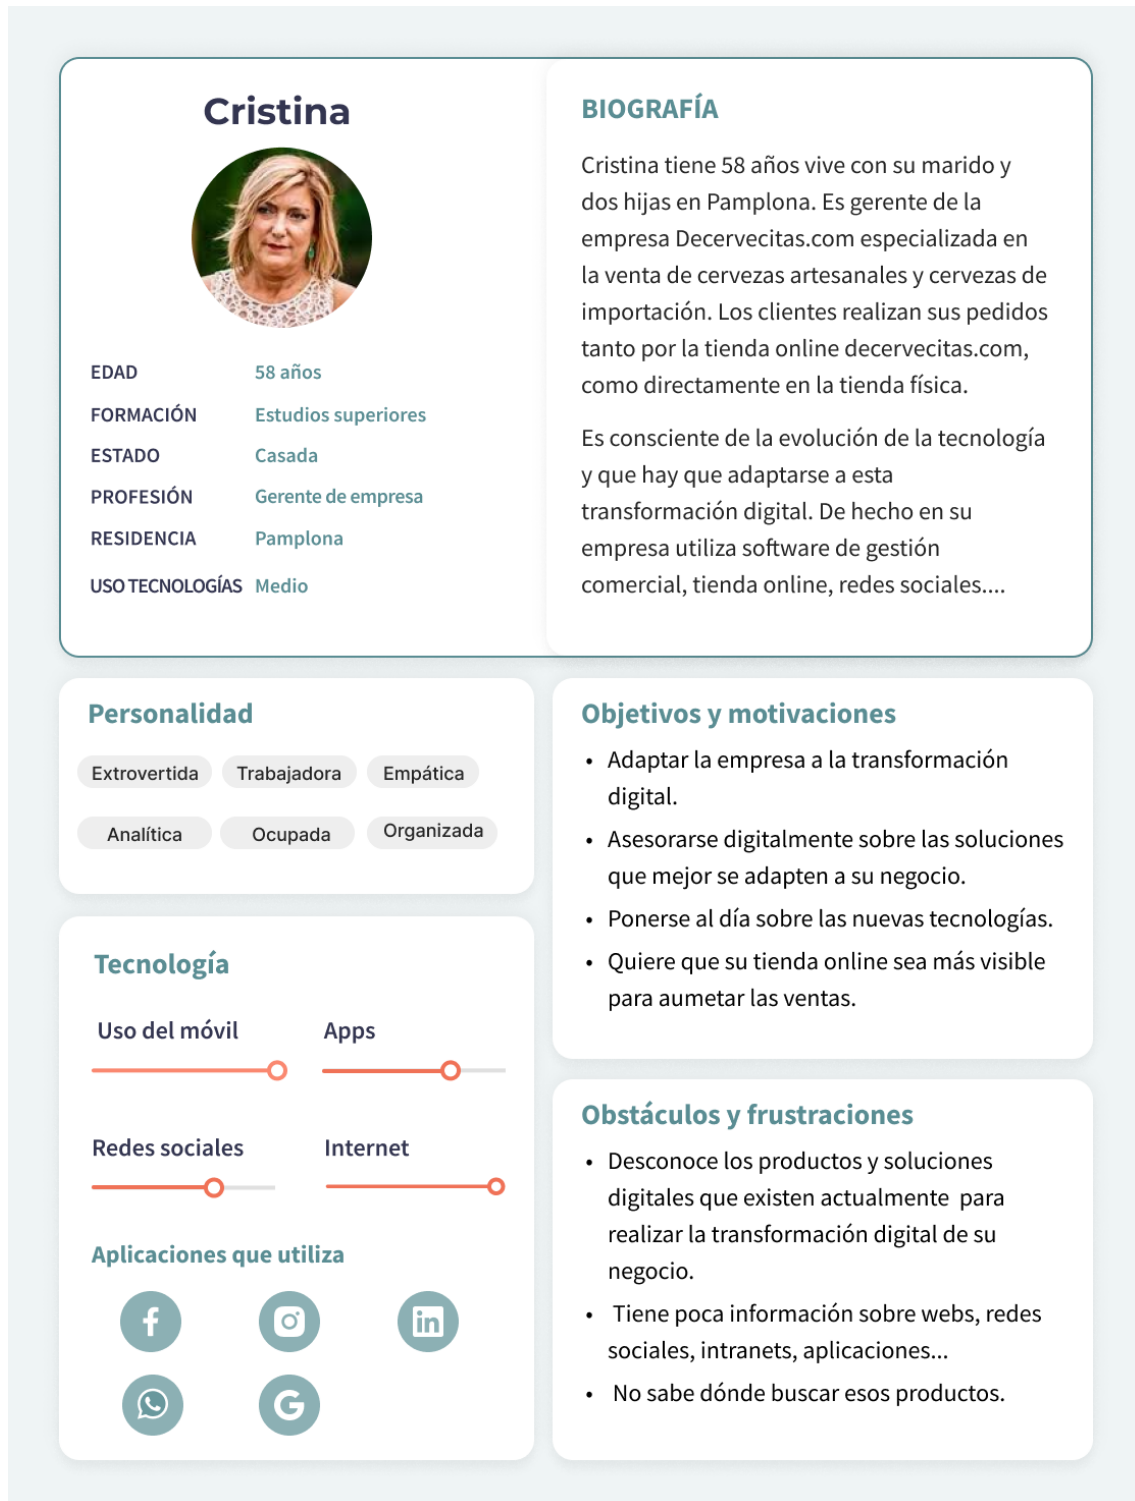 Cristina
EDAD 58 años
FORMACIÓN Estudios superiores
ESTADO Casada
PROFESIÓN Gerente de empresa
RESIDENCIA Pamplona
USO TECNOLOGÍAS Medio
BIOGRAFÍA
Cristina tiene 58 años vive con su marido y
dos hijas en Pamplona. Es gerente de la
empresa Decervecitas.com especializada en
la venta de cervezas artesanales y cervezas de
importación. Los clientes realizan sus pedidos
tanto por la tienda online decervecitas.com,
como directamente en la tienda física.
Es consciente de la evolución de la tecnología
y que hay que adaptarse a esta
transformación digital. De hecho en su
empresa utiliza software de gestión
comercial, tienda online, redes sociales....
Personalidad
Extrovertida Trabajadora Empática
Analítica Ocupada Organizada
Tecnología
Uso del móvil Apps
Redes sociales Internet
Aplicaciones que utiliza
Objetivos y motivaciones
• Adaptar la empresa a la transformación
digital.
• Asesorarse digitalmente sobre las soluciones
que mejor se adapten a su negocio.
• Ponerse al día sobre las nuevas tecnologías.
• Quiere que su tienda online sea más visible
para aumetar las ventas.
Obstáculos y frustraciones
• Desconoce los productos y soluciones
digitales que existen actualmente para
realizar la transformación digital de su
negocio.
• Tiene poca información sobre webs, redes
sociales, intranets, aplicaciones...
• No sabe dónde buscar esos productos.